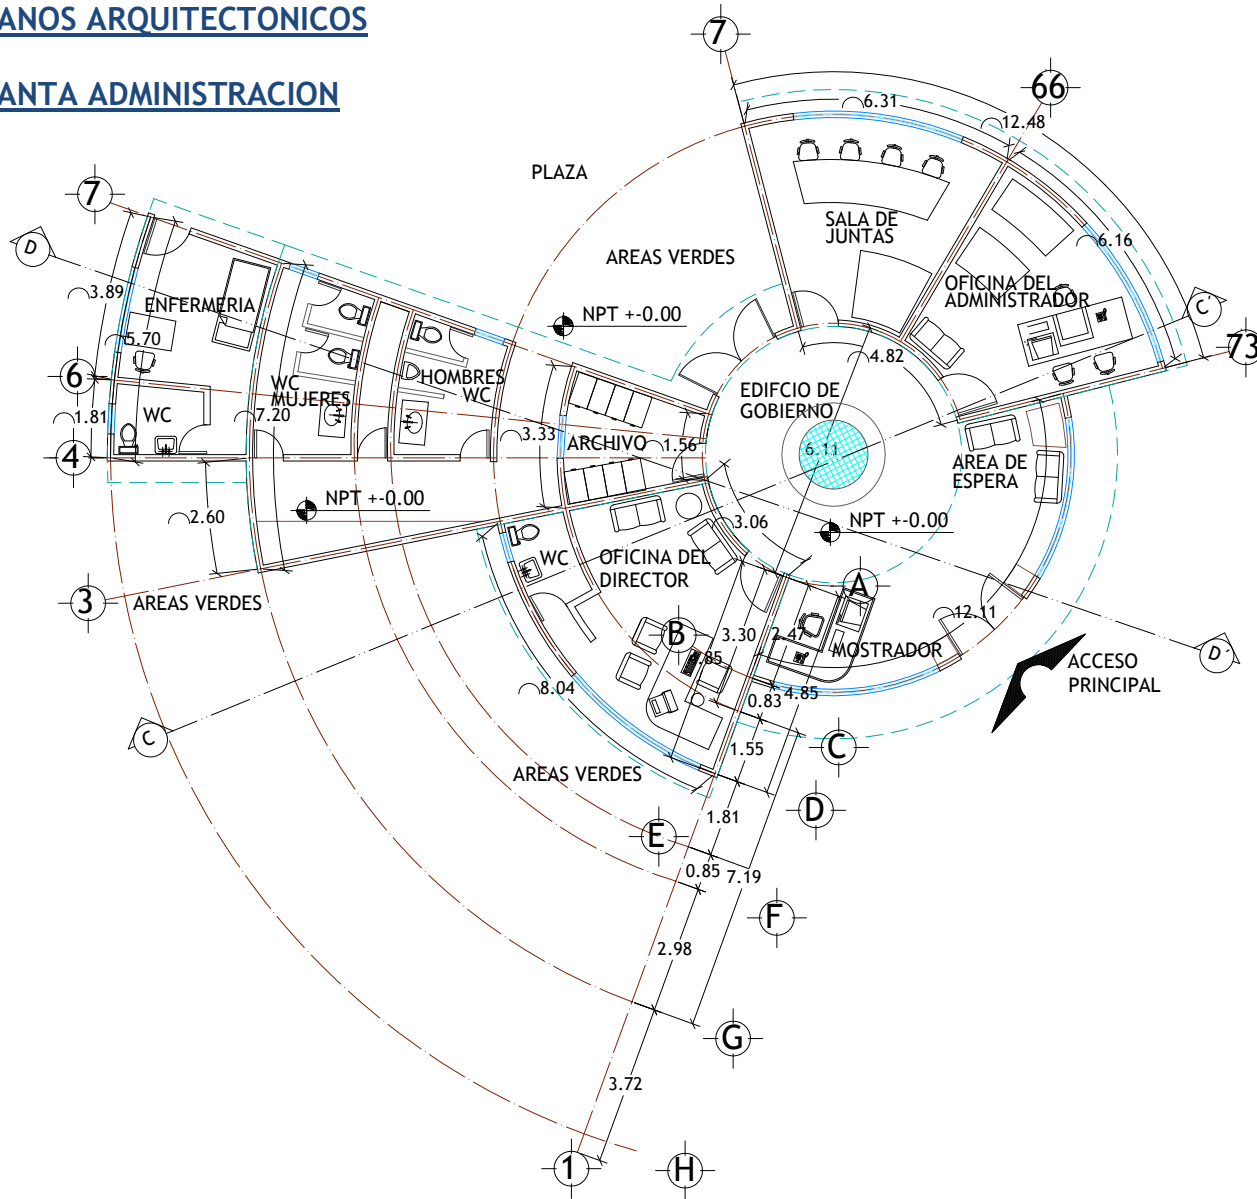 ANOS ARQUITECTONICOS
ANTA ADMINISTRACION
7
66
6.31
12.48
PLAZA
7
SALA DE
JUNTAS
6.16
D
AREAS VERDES
OFICINA DEL
ADMINISTRADOR
3.89
ENFERMERIA
C'
NPT +-0.00
5.70
73
4.82
6
WC
MUJERES
HOMBRES
WC
EDIFCIO DE
GOBIERNO
1.81
WC
7.20
3.33
ARCHIVO
1.56
6.11
4
AREA DE
ESPERA
NPT +-0.00
2.60
3.06
NPT +-0.00
WC
OFICINA DEL
DIRECTOR
3
AREAS VERDES
A
12.11
B
3.30
2.47
MOSTRADOR
D'
.85
ACCESO
PRINCIPAL
8.04
0.83
4.85
C
1.55
C
AREAS VERDES
D
1.81
E
0.85
7.19
F
2.98
G
3.72
1
H